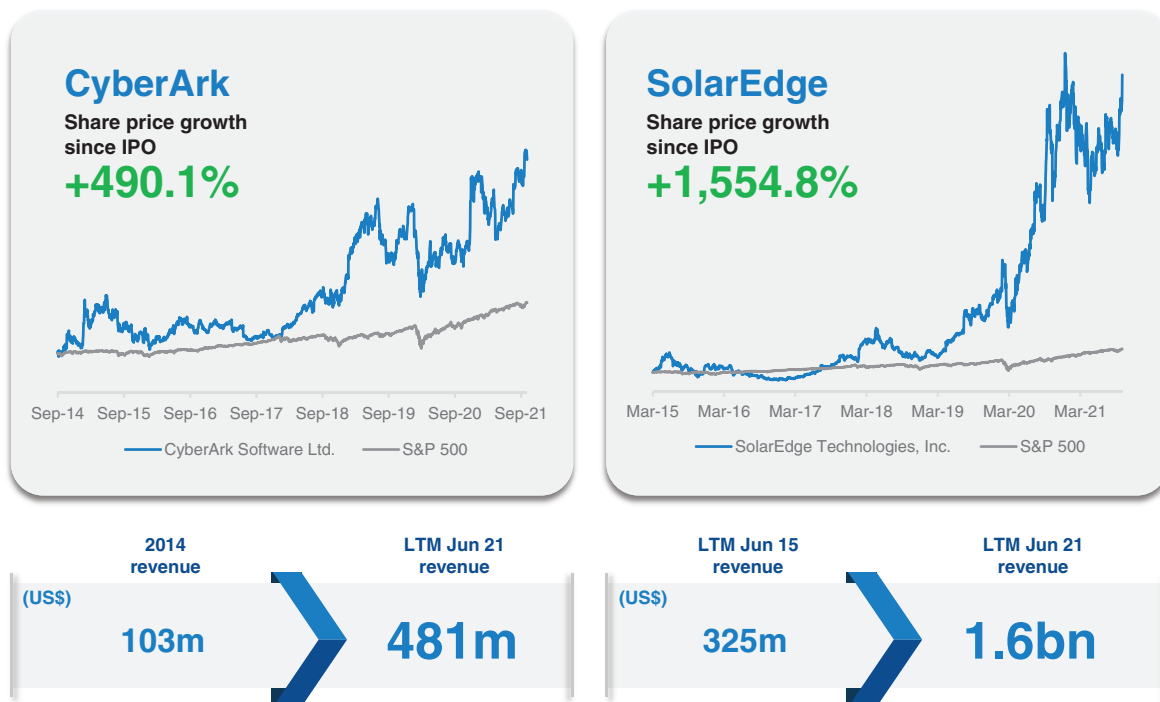 CyberArk
Share price growth
since IPO
+490.1%
Sep-14 Sep-15 Sep-16 Sep-17 Sep-18 Sep-19 Sep-20 Sep-21
CyberArk Software Ltd. S&P 500
SolarEdge
Share price growth
since IPO
+1,554.8%
Mar-15 Mar-16 Mar-17 Mar-18 Mar-19 Mar-20 Mar-21
SolarEdge Technologies, Inc. S&P 500
2014
revenue
LTM Jun 21
revenue
(US$)
103m
481m
LTM Jun 15
revenue
LTM Jun 21
revenue
(US$)
325m
1.6bn